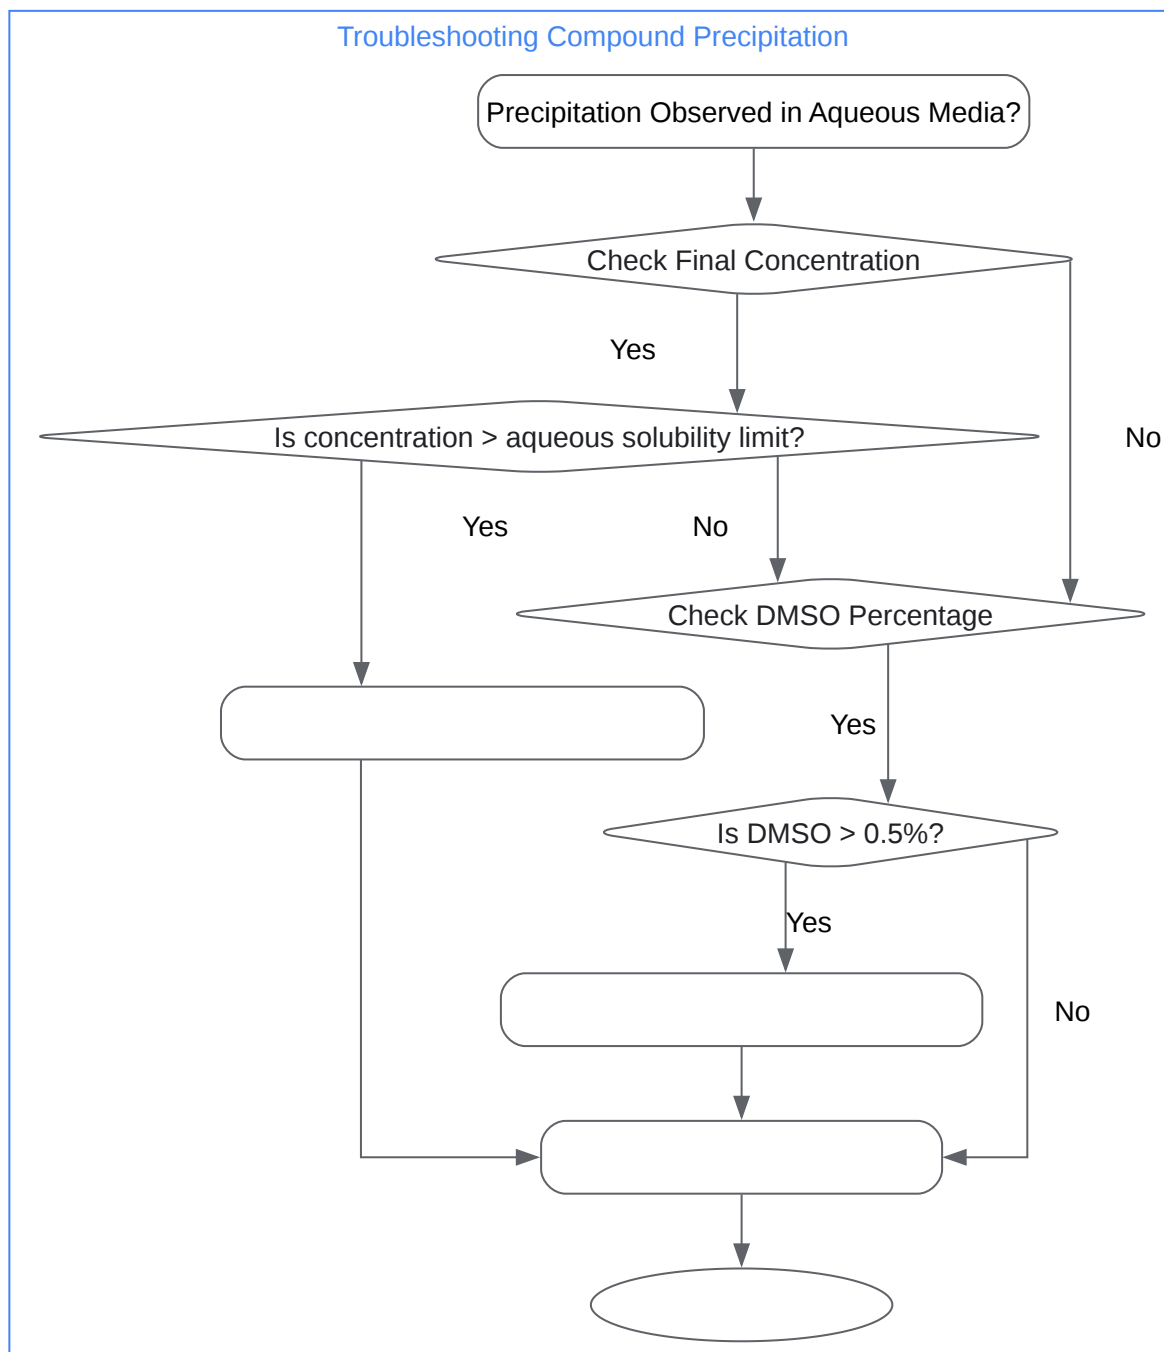 Troubleshooting Compound Precipitation
Precipitation Observed in Aqueous Media?
Check Final Concentration
Yes
Is concentration > aqueous solubility limit?
No
Yes
No
Check DMSO Percentage
Yes
Is DMSO > 0.5%?
Yes
No